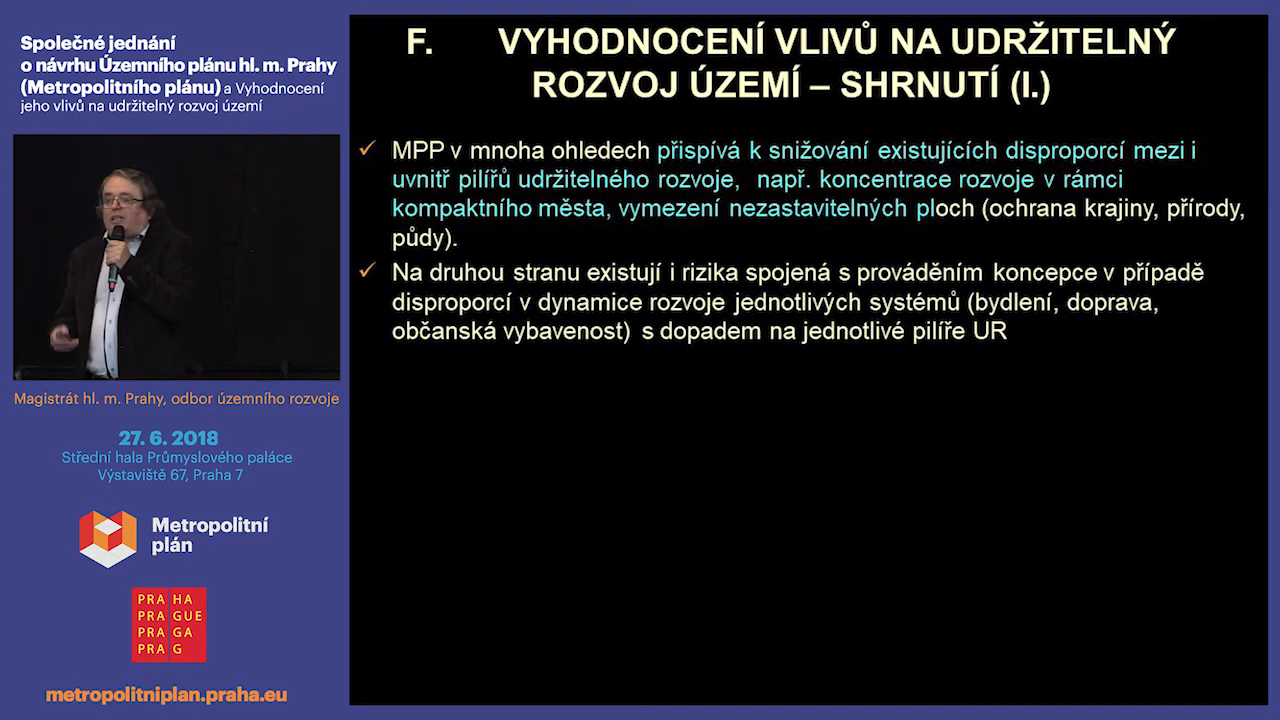 Společné jednání
o návrhu Územního plánu hl. m. Prahy
(Metropolitního plánu) a Vyhodnocení
jeho vlivů na udržitelný rozvoj území
Magistrát hl. m. Prahy, odbor územního rozvoje
27. 6. 2018
Střední hala Průmyslového paláce
Výstaviště 67, Praha 7
Metropolitní
plán
PRA HA
PRA GUE
PRA GA
PRA G
metropolitniplan.praha.eu
F. VYHODNOCENÍ VLIVŮ NA UDRŽITELNÝ
ROZVOJ ÚZEMÍ – SHRNUTÍ (I.)
✓ MPP v mnoha ohledech přispívá k snižování existujících disproporcí mezi i
uvnitř pilířů udržitelného rozvoje, např. koncentrace rozvoje v rámci
kompaktního města, vymezení nezastavitelných ploch (ochrana krajiny, přírody,
půdy).
✓ Na druhou stranu existují i rizika spojená s prováděním koncepce v případě
disproporcí v dynamice rozvoje jednotlivých systémů (bydlení, doprava,
občanská vybavenost) s dopadem na jednotlivé pilíře UR